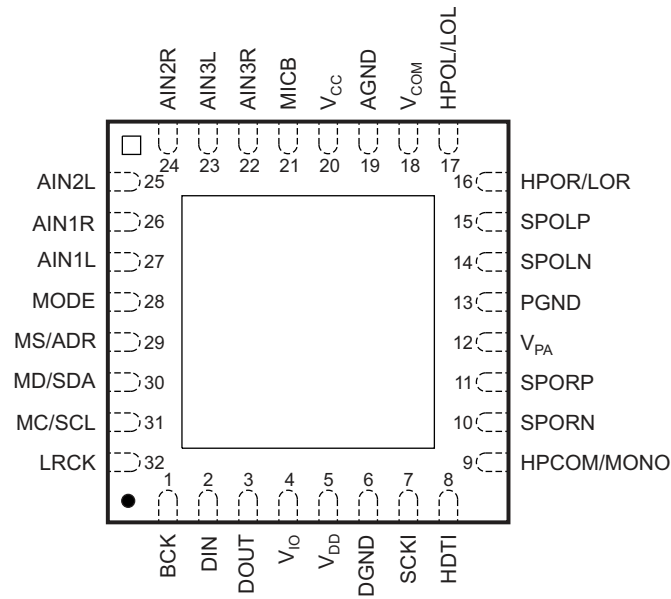 AIN2R
AIN3L
AIN3R
MICB
VCC
AGND
VCOM
HPOL/LOL
24 23 22 21 20 19 18 17
AIN2L 25
AIN1R 26
AIN1L 27
MODE 28
MS/ADR 29
MD/SDA 30
MC/SCL 31
LRCK 32
16 HPOR/LOR
15 SPOLP
14 SPOLN
13 PGND
12 VPA
11 SPORP
10 SPORN
9 HPCOM/MONO
1 2 3 4 5 6 7 8
BCK
DIN
DOUT
VIO
VDD
DGND
SCKI
HDTI